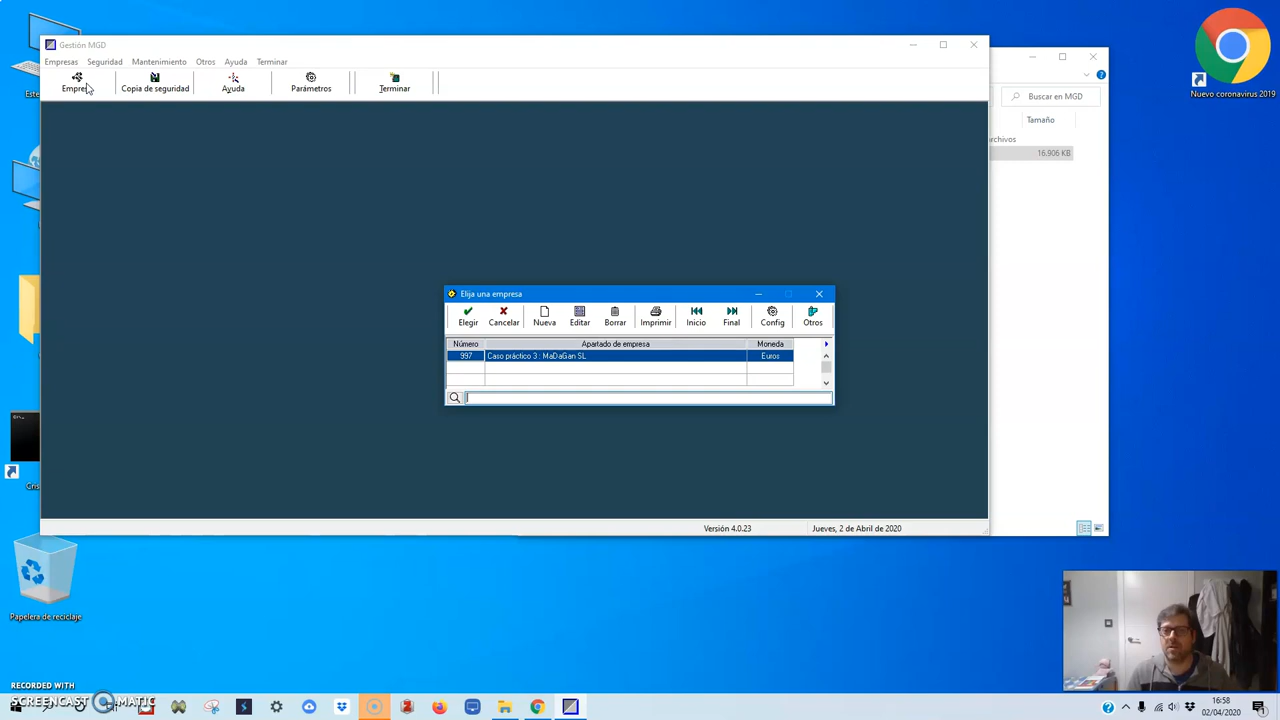 Gestión MGD
Empresas Seguridad Mantenimiento Otros Ayuda Terminar
Copia de seguridad Ayuda Parámetros Terminar
Buscar en MGD
Tamaño
16.906 KB
Nuevo coronavirus 2019
Elija una empresa
Elegir Cancelar Nueva Editar Borrar Imprimir Inicio Final Config Otros
Número Apartado de empresa Moneda
997 Caso práctico 3 : MaDaGan SL Euros
Versión 4.0.23 Jueves, 2 de Abril de 2020
Papelera de reciclaje
RECORDED WITH
SCREENCAST MATIC
16:58
02/04/2020